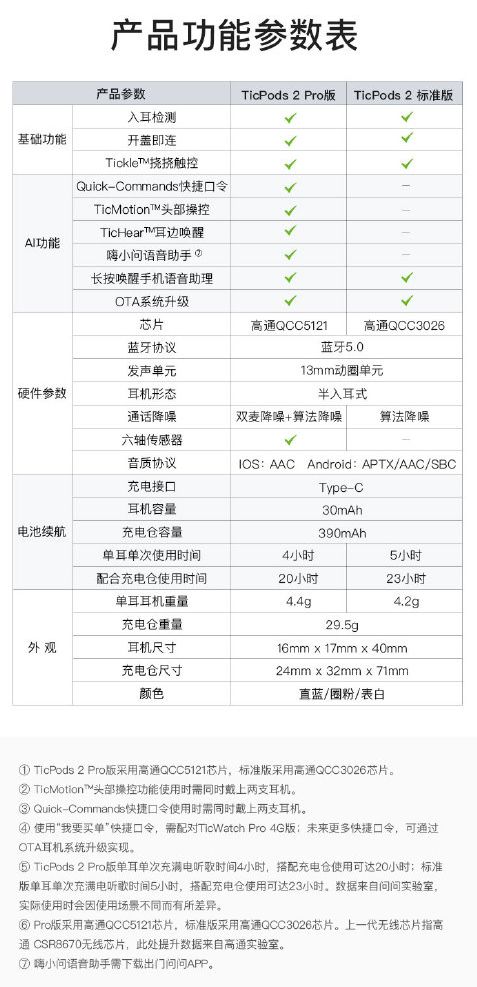 产品功能参数表
产品参数 TicPods 2 Pro版 TicPods 2 标准版
基础功能
入耳检测 ✓ ✓
开盖即连 ✓ ✓
Tickle™挠挠触控 ✓ ✓
AI功能
Quick-Commands快捷口令 ✓ –
TicMotion™头部操控 ✓ –
TicHear™耳边唤醒 ✓ –
嗨小问语音助手⑦ ✓ –
长按唤醒手机语音助理 ✓ ✓
OTA系统升级 ✓ ✓
硬件参数
芯片 高通QCC5121 高通QCC3026
蓝牙协议 蓝牙5.0
发声单元 13mm动圈单元
耳机形态 半入耳式
通话降噪 双麦降噪+算法降噪 算法降噪
六轴传感器 ✓ –
音质协议 IOS：AAC Android：APTX/AAC/SBC
电池续航
充电接口 Type-C
耳机容量 30mAh
充电仓容量 390mAh
单耳单次使用时间 4小时 5小时
配合充电仓使用时间 20小时 23小时
外 观
单耳耳机重量 4.4g 4.2g
充电仓重量 29.5g
耳机尺寸 16mm x 17mm x 40mm
充电仓尺寸 24mm x 32mm x 71mm
颜色 直蓝/圈粉/表白
① TicPods 2 Pro版采用高通QCC5121芯片，标准版采用高通QCC3026芯片。
② TicMotion™头部操控功能使用时需同时戴上两支耳机。
③ Quick-Commands快捷口令使用时需同时戴上两支耳机。
④ 使用“我要买单”快捷口令，需配对TicWatch Pro 4G版；未来更多快捷口令，可通过
OTA耳机系统升级实现。
⑤ TicPods 2 Pro版单耳单次充满电听歌时间4小时，搭配充电仓使用可达20小时；标准
版单耳单次充满电听歌时间5小时，搭配充电仓使用可达23小时。数据来自问问实验室，
实际使用时会因使用场景不同而有所差异。
⑥ Pro版采用高通QCC5121芯片，标准版采用高通QCC3026芯片。上一代无线芯片指高
通 CSR8670无线芯片，此处提升数据来自高通实验室。
⑦ 嗨小问语音助手需下载出门问问APP。